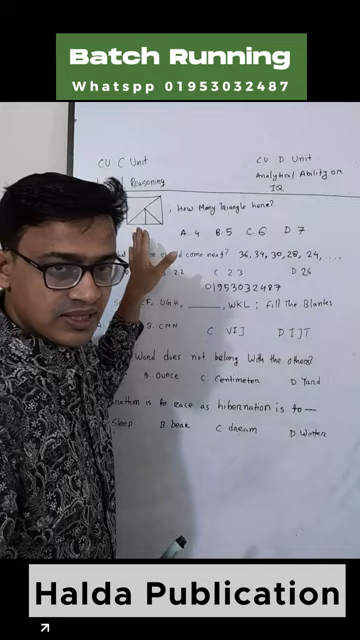 Batch Running
Whatspp 01953032487
CU C Unit
CU D Unit
Reasoning
Analytical Ability or
IQ
, How Many Triangle here?
A. 4 B. 5 C. 6 D. 7
come next? 36, 34, 30, 28, 24, ....
22 C. 23 D. 26
01953032487
UGH, _____, WKL : Fill The Blanks
B. CMN C. VIJ D IJT
Word does not belong With the others?
B. Ounce C. Centimeter D Yard
is to race as hibernation is to —
Sleep B. bear C dream D Winter
Halda Publication